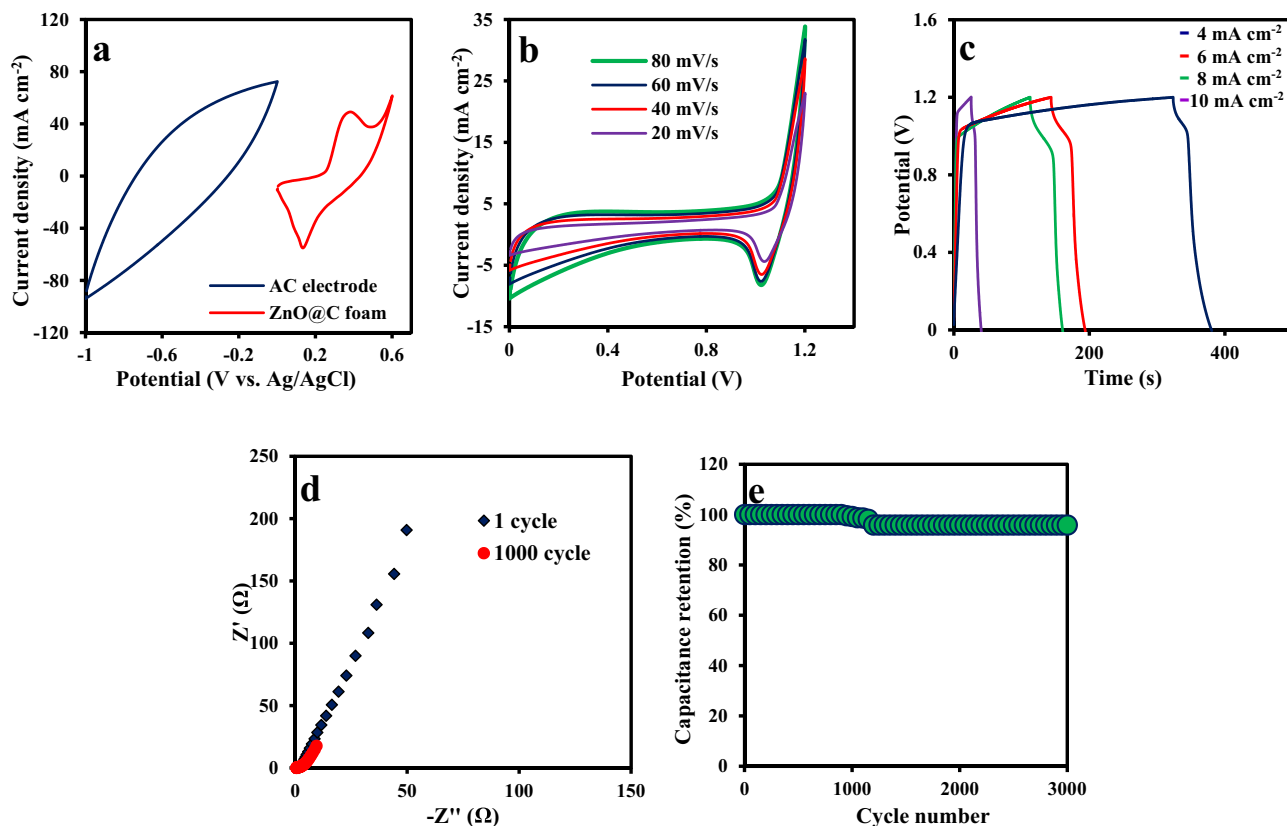 a
120
80
40
0
-40
-80
-120
Current density (mA cm-2)
AC electrode
ZnO@C foam
-1
-0.6
-0.2
0.2
0.6
Potential (V vs. Ag/AgCl)
b
35
25
15
5
-5
-15
Current density (mA cm-2)
80 mV/s
60 mV/s
40 mV/s
20 mV/s
0
0.4
0.8
1.2
Potential (V)
c
1.6
1.2
0.8
0.4
0
Potential (V)
4 mA cm-2
6 mA cm-2
8 mA cm-2
10 mA cm-2
0
200
400
Time (s)
d
250
200
150
100
50
0
Z' (Ω)
1 cycle
1000 cycle
0
50
100
150
-Z'' (Ω)
e
120
100
80
60
40
20
0
Capacitance retention (%)
0
1000
2000
3000
Cycle number